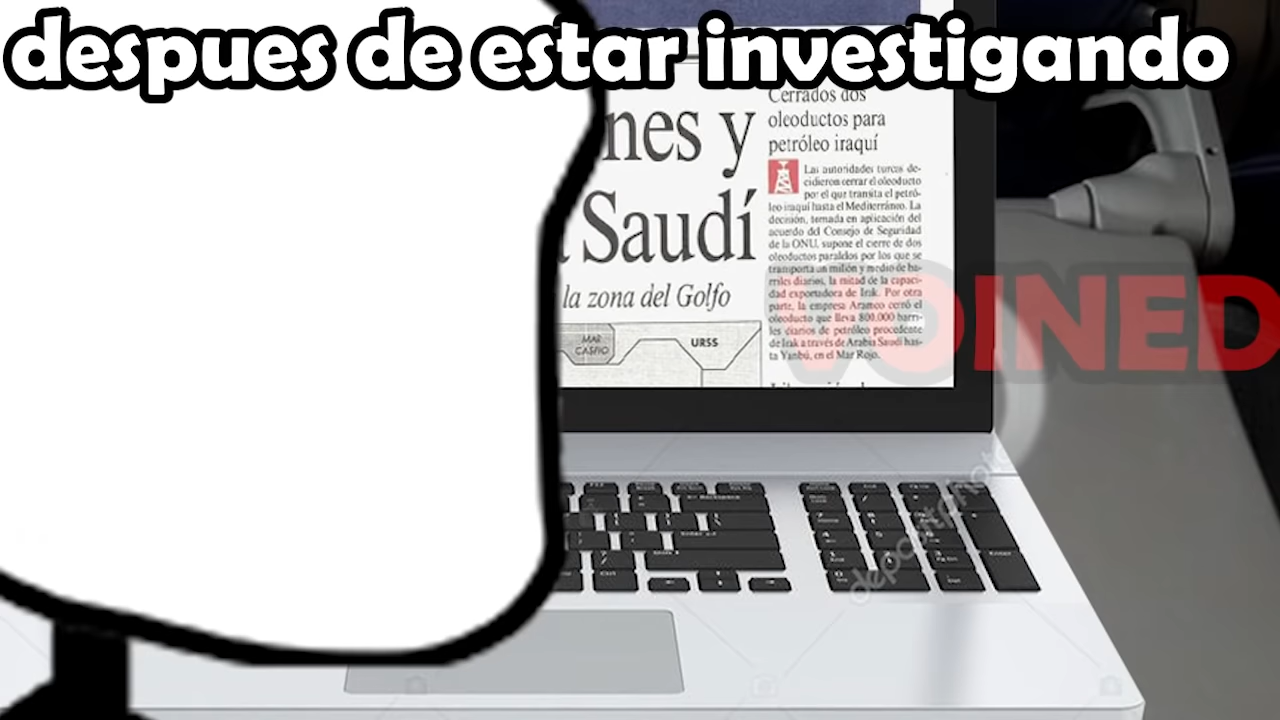 despues de estar investigando
nes y
Saudí
la zona del Golfo
MAR
CASPIO
URSS
Cerrados dos
oleoductos para
petróleo iraquí
Las autoridades turcas de-
cidieron cerrar el oleoducto
por el que transita el petró-
leo iraquí hasta el Mediterráneo. La
decisión, tomada en aplicación del
acuerdo del Consejo de Seguridad
de la ONU, supone el cierre de dos
oleoductos paralelos por los que se
transporta un millón y medio de ba-
rriles diarios, la mitad de la capaci-
dad exportadora de Irak. Por otra
parte, la empresa Aramco cerró el
oleoducto que lleva 800.000 barri-
les diarios de petróleo procedente
de Irak a través de Arabia Saudí has-
ta Yanbú, en el Mar Rojo.
VOINED
depositphotos